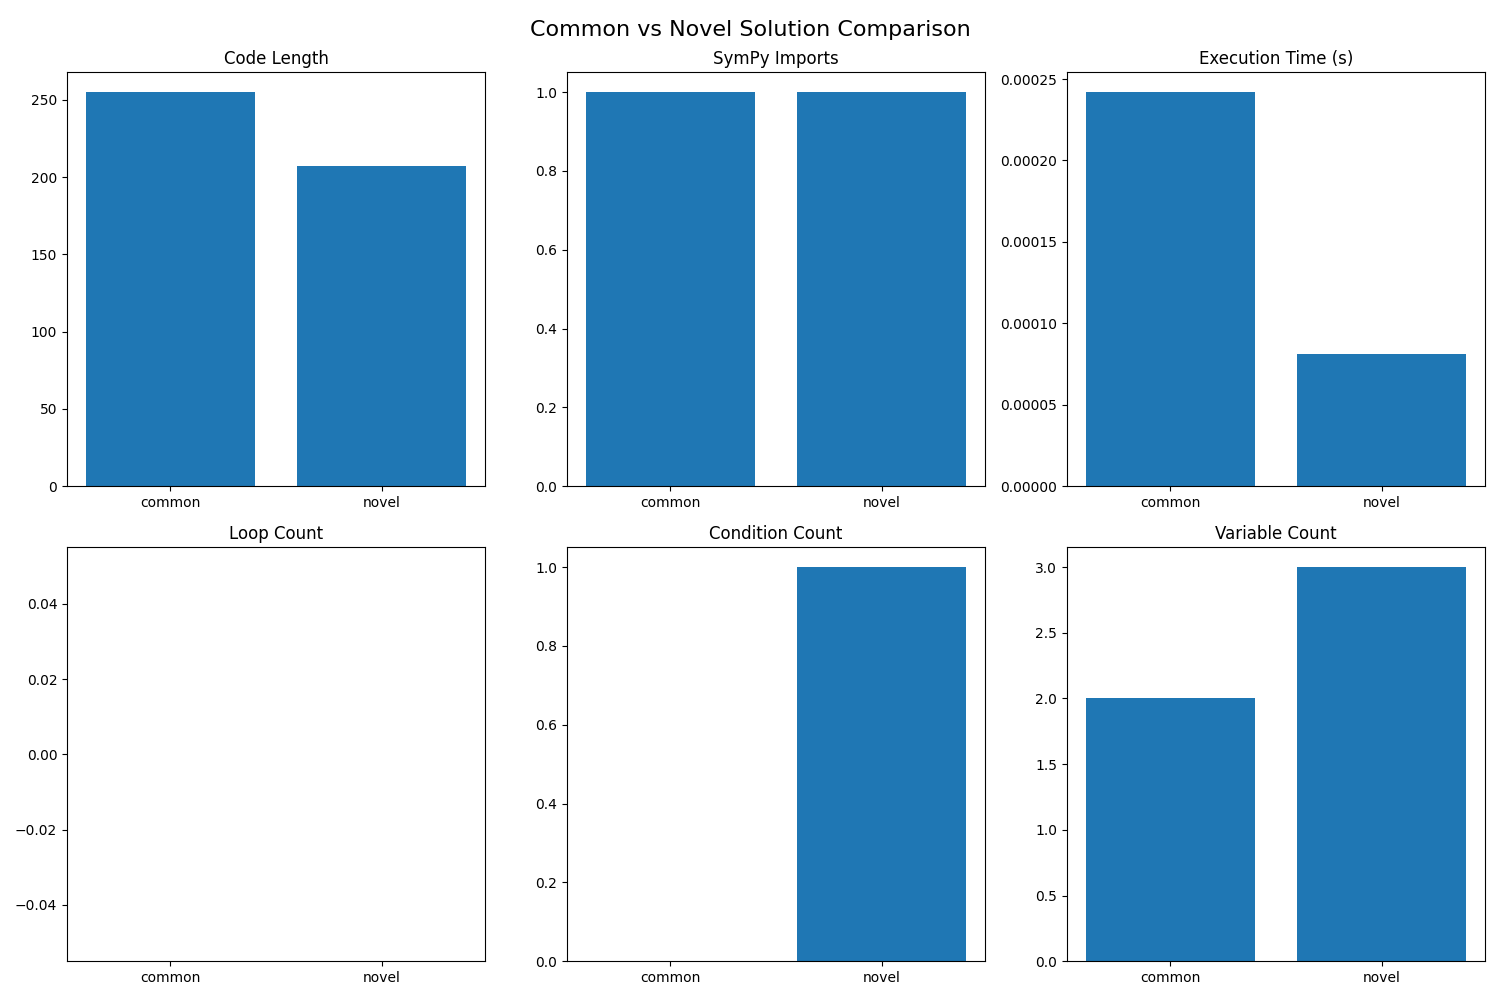 Common vs Novel Solution Comparison
Code Length
250
200
150
100
50
0
common novel
SymPy Imports
1.0
0.8
0.6
0.4
0.2
0.0
common novel
Execution Time (s)
0.00025
0.00020
0.00015
0.00010
0.00005
0.00000
common novel
Loop Count
0.04
0.02
0.00
−0.02
−0.04
common novel
Condition Count
1.0
0.8
0.6
0.4
0.2
0.0
common novel
Variable Count
3.0
2.5
2.0
1.5
1.0
0.5
0.0
common novel